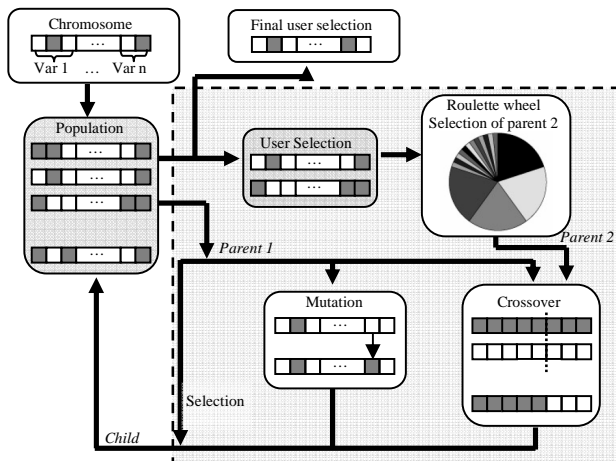 Chromosome
...
Var 1 ... Var n
Final user selection
...
Population
...
...
...
...
User Selection
...
...
Roulette wheel
Selection of parent 2
Parent 1
Parent 2
Mutation
...
...
Crossover
Selection
Child